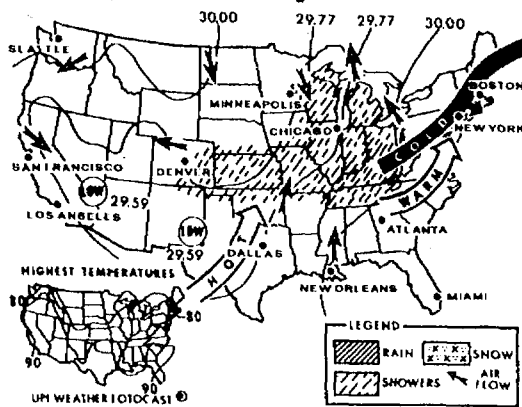 30.00
29.77
29.77
30.00
SLATTLE
MINNEAPOLIS
BOSTON
CHICAGO
COLD
NEW YORK
SAN FRANCISCO
DENVER
LOW
29.59
WARM
LOS ANGELLS
LOW
29.59
ATLANTA
HOT
DALLAS
HIGHEST TEMPERATURES
NEW ORLEANS
MIAMI
80
80
90
90
UPI WEATHER FOTOCAST ®
LEGEND
RAIN
SNOW
SHOWERS
AIR
FLOW